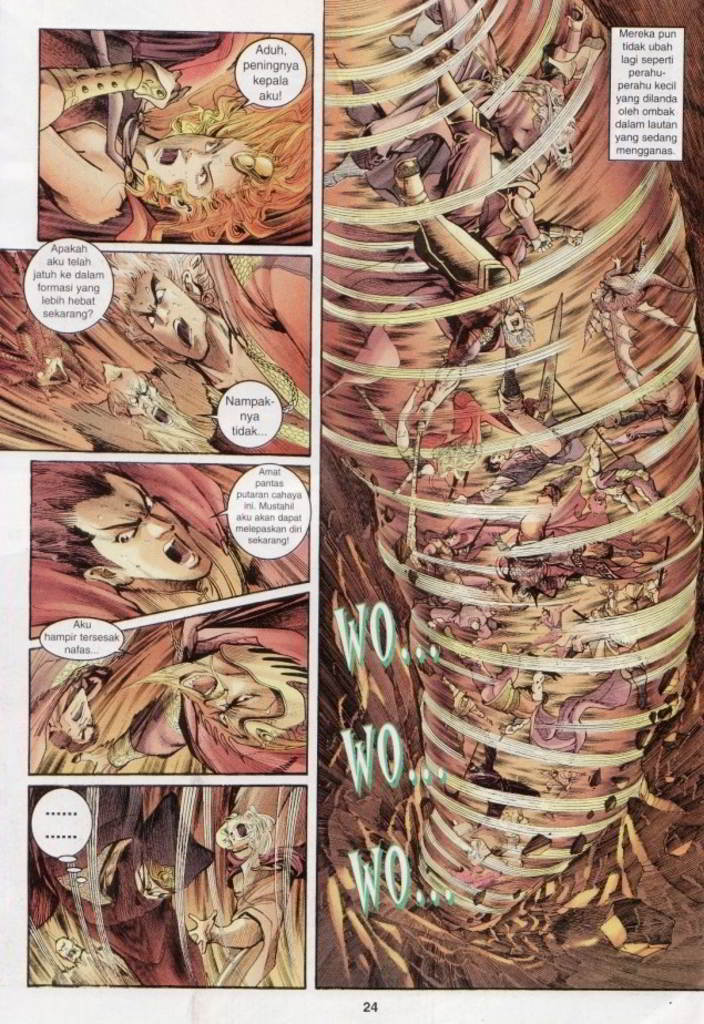 Aduh,
peningnya
kepala
aku!
Apakah
aku telah
jatuh ke dalam
formasi yang
lebih hebat
sekarang?
Nampak-
nya
tidak...
Amat
pantas
putaran cahaya
ini. Mustahil
aku akan dapat
melepaskan diri
sekarang!
Aku
hampir tersesak
nafas...
......
......
Mereka pun
tidak ubah
lagi seperti
perahu-
perahu kecil
yang dilanda
oleh ombak
dalam lautan
yang sedang
mengganas.
WO...
WO...
WO...
24